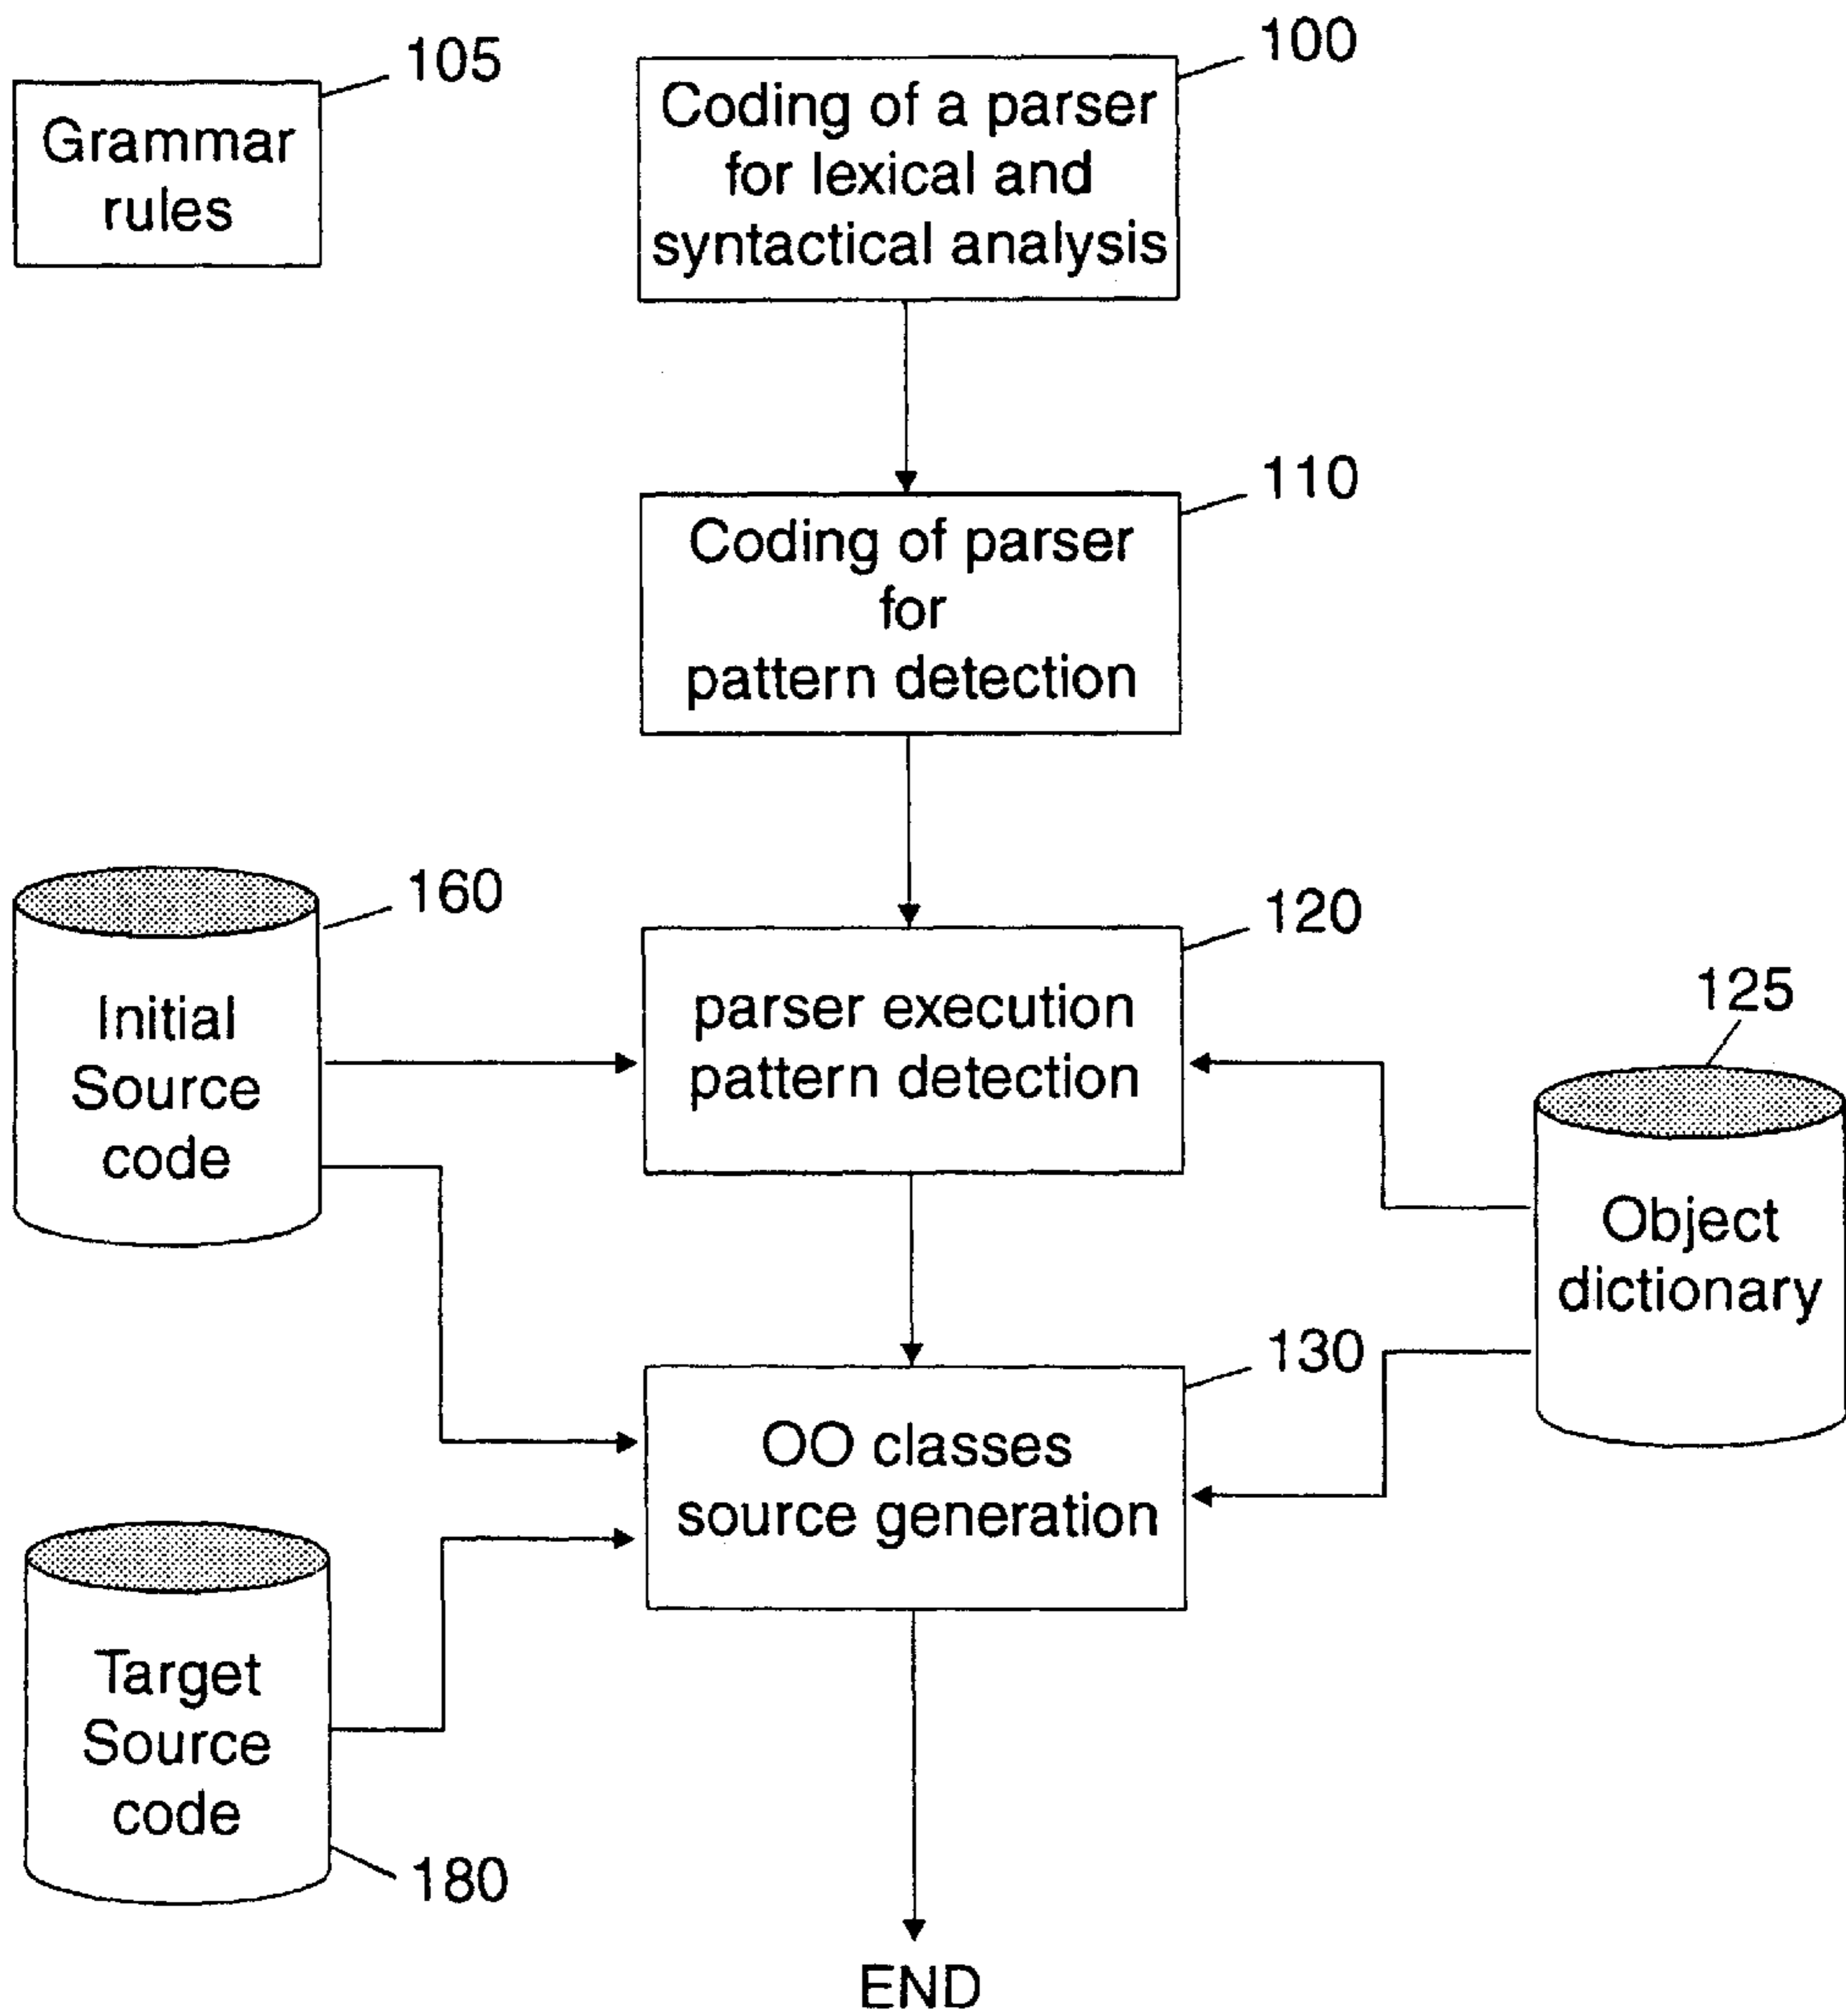 105
Grammar
rules
100
Coding of a parser
for lexical and
syntactical analysis
110
Coding of parser
for
pattern detection
160
Initial
Source
code
120
parser execution
pattern detection
125
Object
dictionary
130
OO classes
source generation
Target
Source
code
180
END